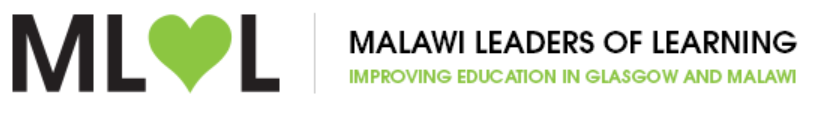 ML💚L
MALAWI LEADERS OF LEARNING
IMPROVING EDUCATION IN GLASGOW AND MALAWI